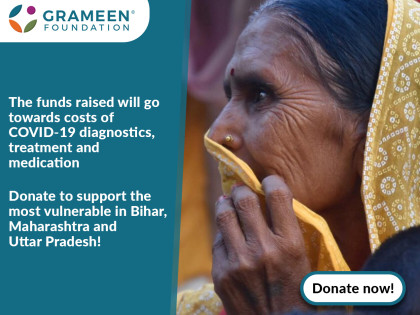 GRAMEEN®
FOUNDATION
The funds raised will go
towards costs of
COVID-19 diagnostics,
treatment and
medication
Donate to support the
most vulnerable in Bihar,
Maharashtra and
Uttar Pradesh!
Donate now!